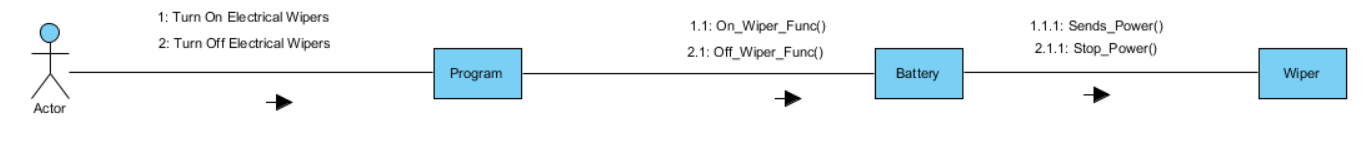 1: Turn On Electrical Wipers
2: Turn Off Electrical Wipers
1.1: On_Wiper_Func()
2.1: Off_Wiper_Func()
1.1.1: Sends_Power()
2.1.1: Stop_Power()
Actor
Program
Battery
Wiper